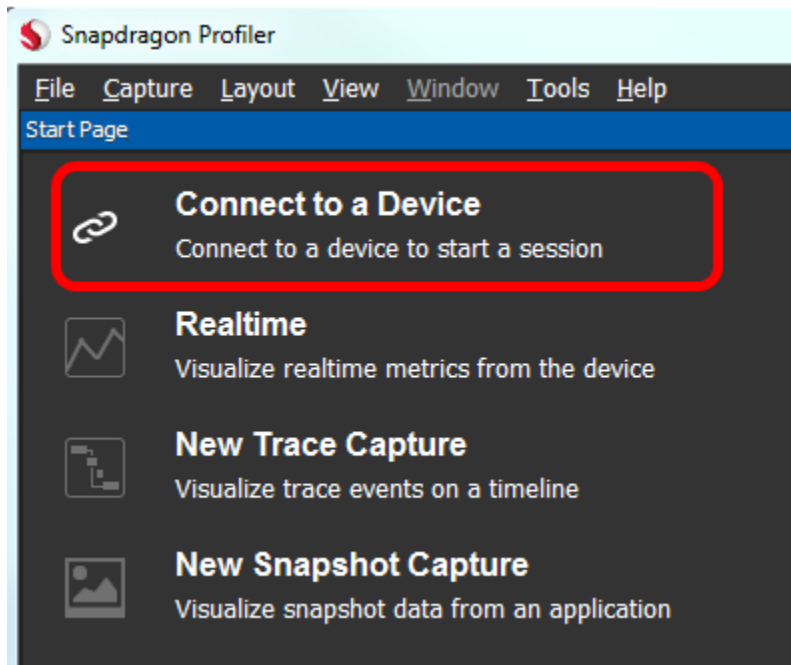 Snapdragon Profiler
File Capture Layout View Window Tools Help
Start Page
Connect to a Device
Connect to a device to start a session
Realtime
Visualize realtime metrics from the device
New Trace Capture
Visualize trace events on a timeline
New Snapshot Capture
Visualize snapshot data from an application